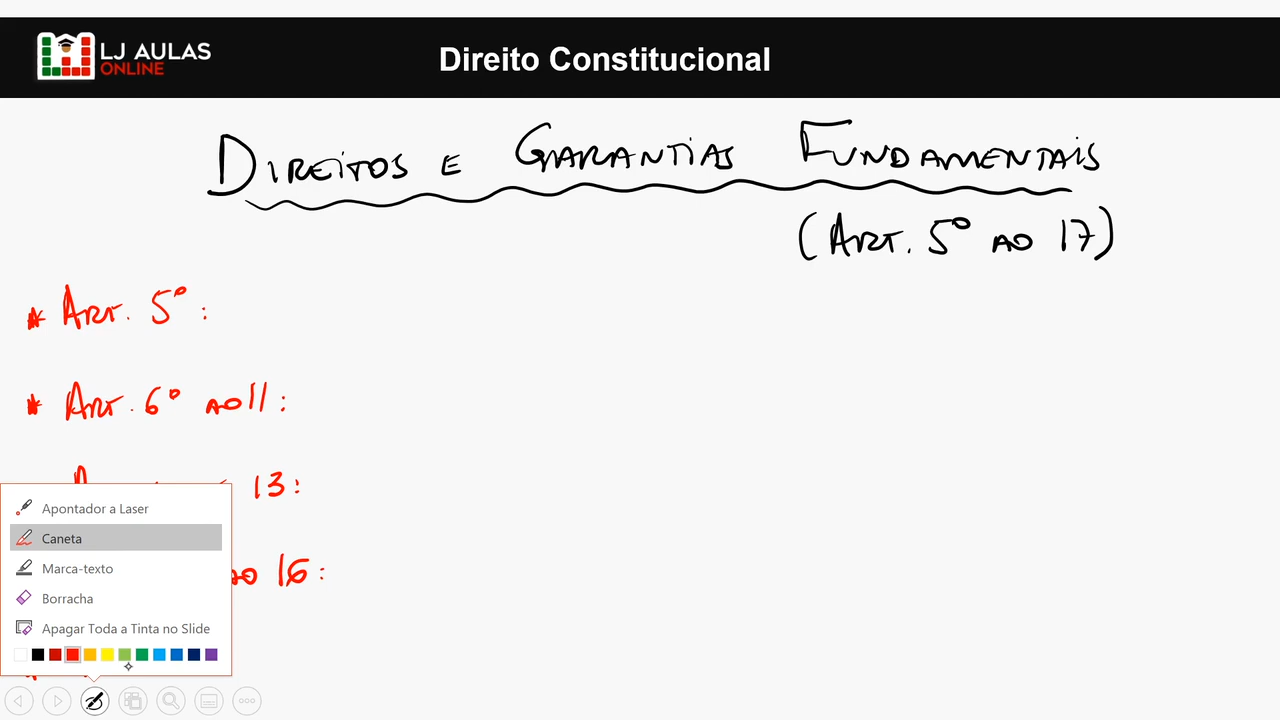 LJ AULAS
ONLINE
Direito Constitucional
DIREITOS E GARANTIAS FUNDAMENTAIS
(ART. 5º AO 17)
* ART. 5º:
* ART. 6º AO 11:
13:
AO 16:
Apontador a Laser
Caneta
Marca-texto
Borracha
Apagar Toda a Tinta no Slide